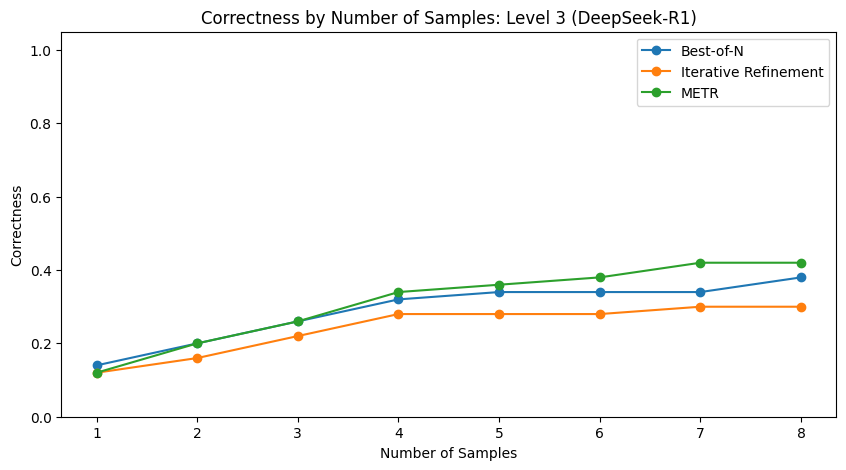 Correctness by Number of Samples: Level 3 (DeepSeek-R1)
Best-of-N
Iterative Refinement
METR
Correctness
1.0
0.8
0.6
0.4
0.2
0.0
1 2 3 4 5 6 7 8
Number of Samples